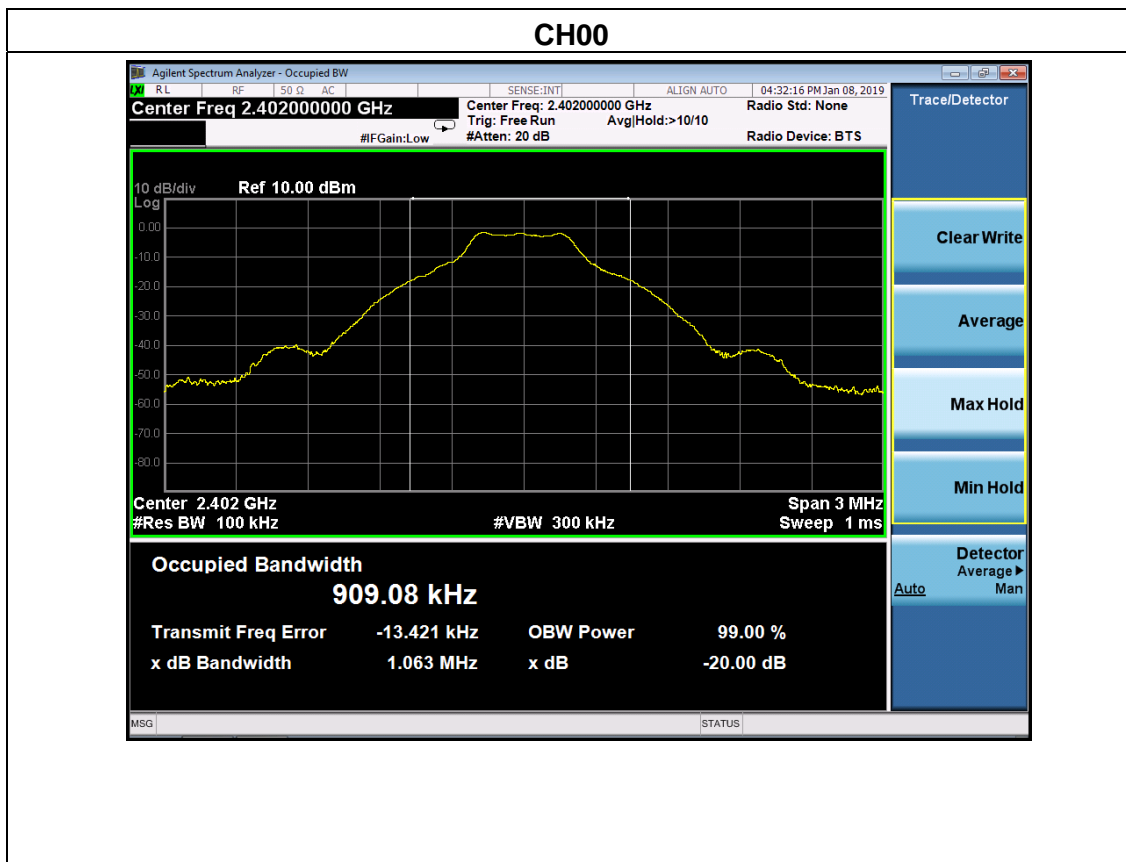 CH00
Agilent Spectrum Analyzer - Occupied BW
LXI RL RF 50 Ω AC SENSE:INT ALIGN AUTO 04:32:16 PM Jan 08, 2019
Center Freq 2.402000000 GHz
Center Freq: 2.402000000 GHz Radio Std: None
Trig: Free Run Avg|Hold:>10/10
#IFGain:Low #Atten: 20 dB Radio Device: BTS
Trace/Detector
10 dB/div Ref 10.00 dBm
Log
0.00
-10.0
-20.0
-30.0
-40.0
-50.0
-60.0
-70.0
-80.0
Center 2.402 GHz Span 3 MHz
#Res BW 100 kHz #VBW 300 kHz Sweep 1 ms
Clear Write
Average
Max Hold
Min Hold
Detector
Average▶
Auto Man
Occupied Bandwidth
909.08 kHz
Transmit Freq Error -13.421 kHz OBW Power 99.00 %
x dB Bandwidth 1.063 MHz x dB -20.00 dB
MSG STATUS